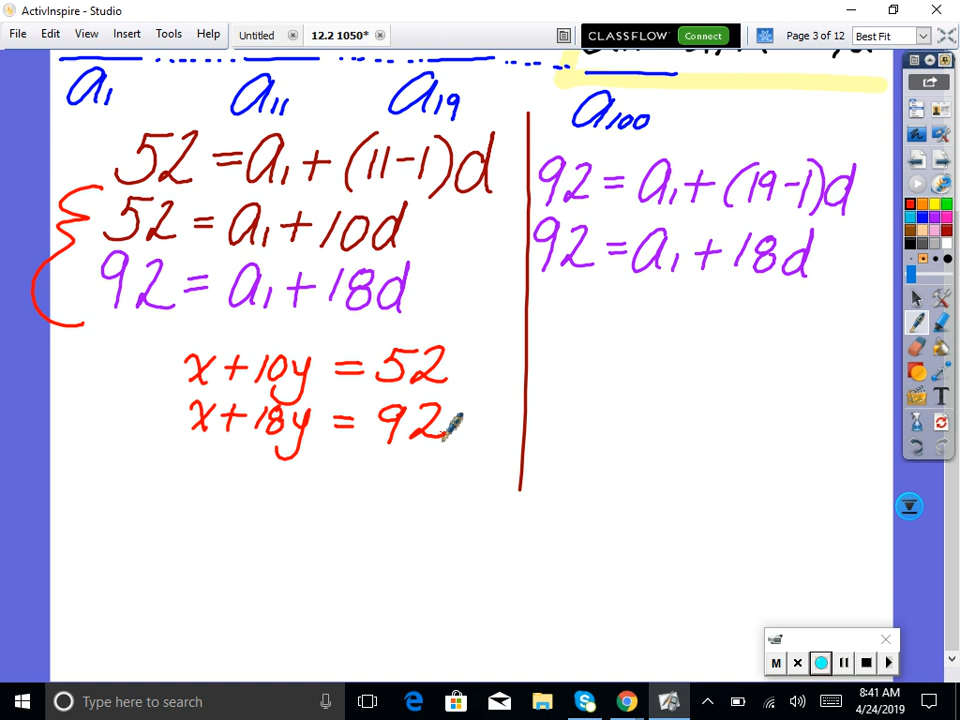 ActivInspire - Studio
File Edit View Insert Tools Help
Untitled
12.2 1050*
CLASSFLOW Connect
Page 3 of 12
Best Fit
a₁ a₁₁ a₁₉ a₁₀₀
52 = a₁ + (11-1)d
52 = a₁ + 10d
92 = a₁ + 18d
x + 10y = 52
x + 18y = 92
92 = a₁ + (19-1)d
92 = a₁ + 18d
M
Type here to search
8:41 AM
4/24/2019